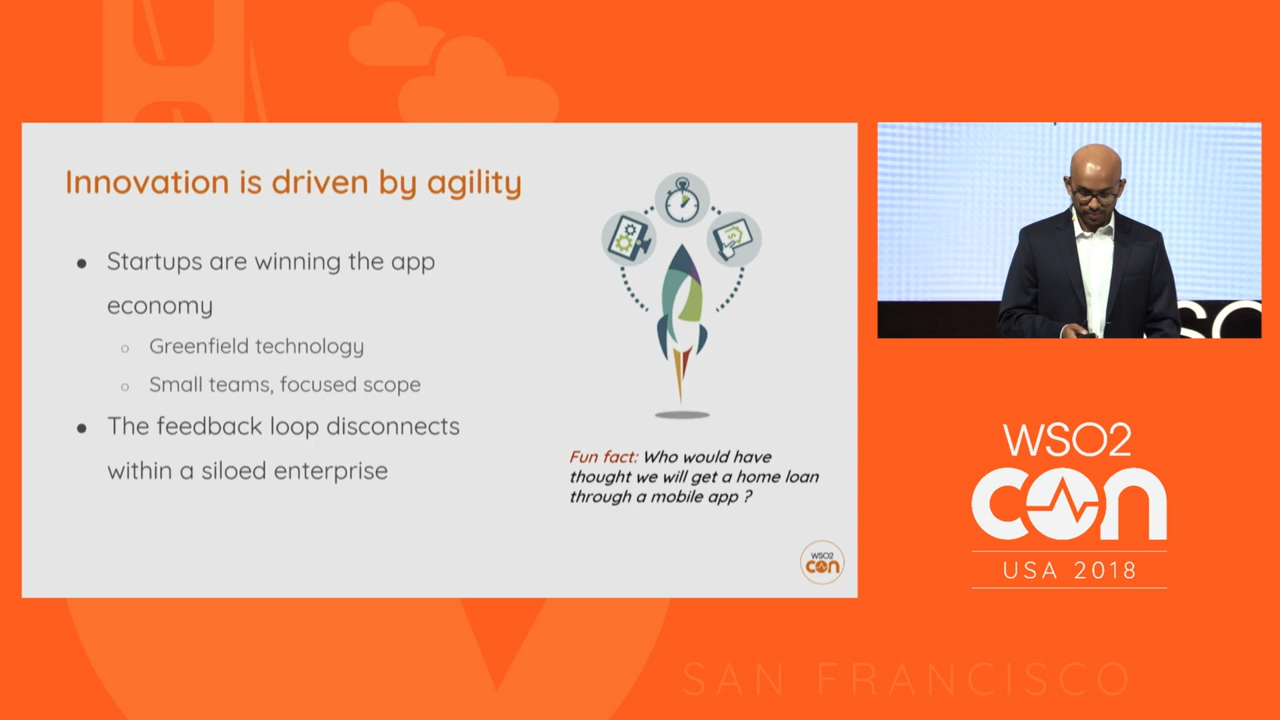 Innovation is driven by agility
● Startups are winning the app
economy
○ Greenfield technology
○ Small teams, focused scope
● The feedback loop disconnects
within a siloed enterprise
Fun fact: Who would have
thought we will get a home loan
through a mobile app ?
WSO2
con
WSO2
con
USA 2018
SAN FRANCISCO